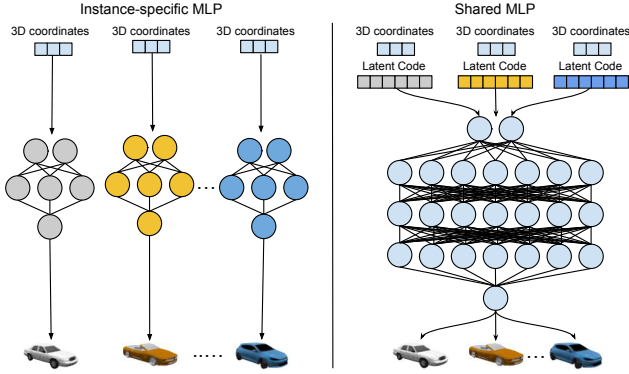 Instance-specific MLP
3D coordinates
3D coordinates
3D coordinates
Shared MLP
3D coordinates
3D coordinates
3D coordinates
Latent Code
Latent Code
Latent Code